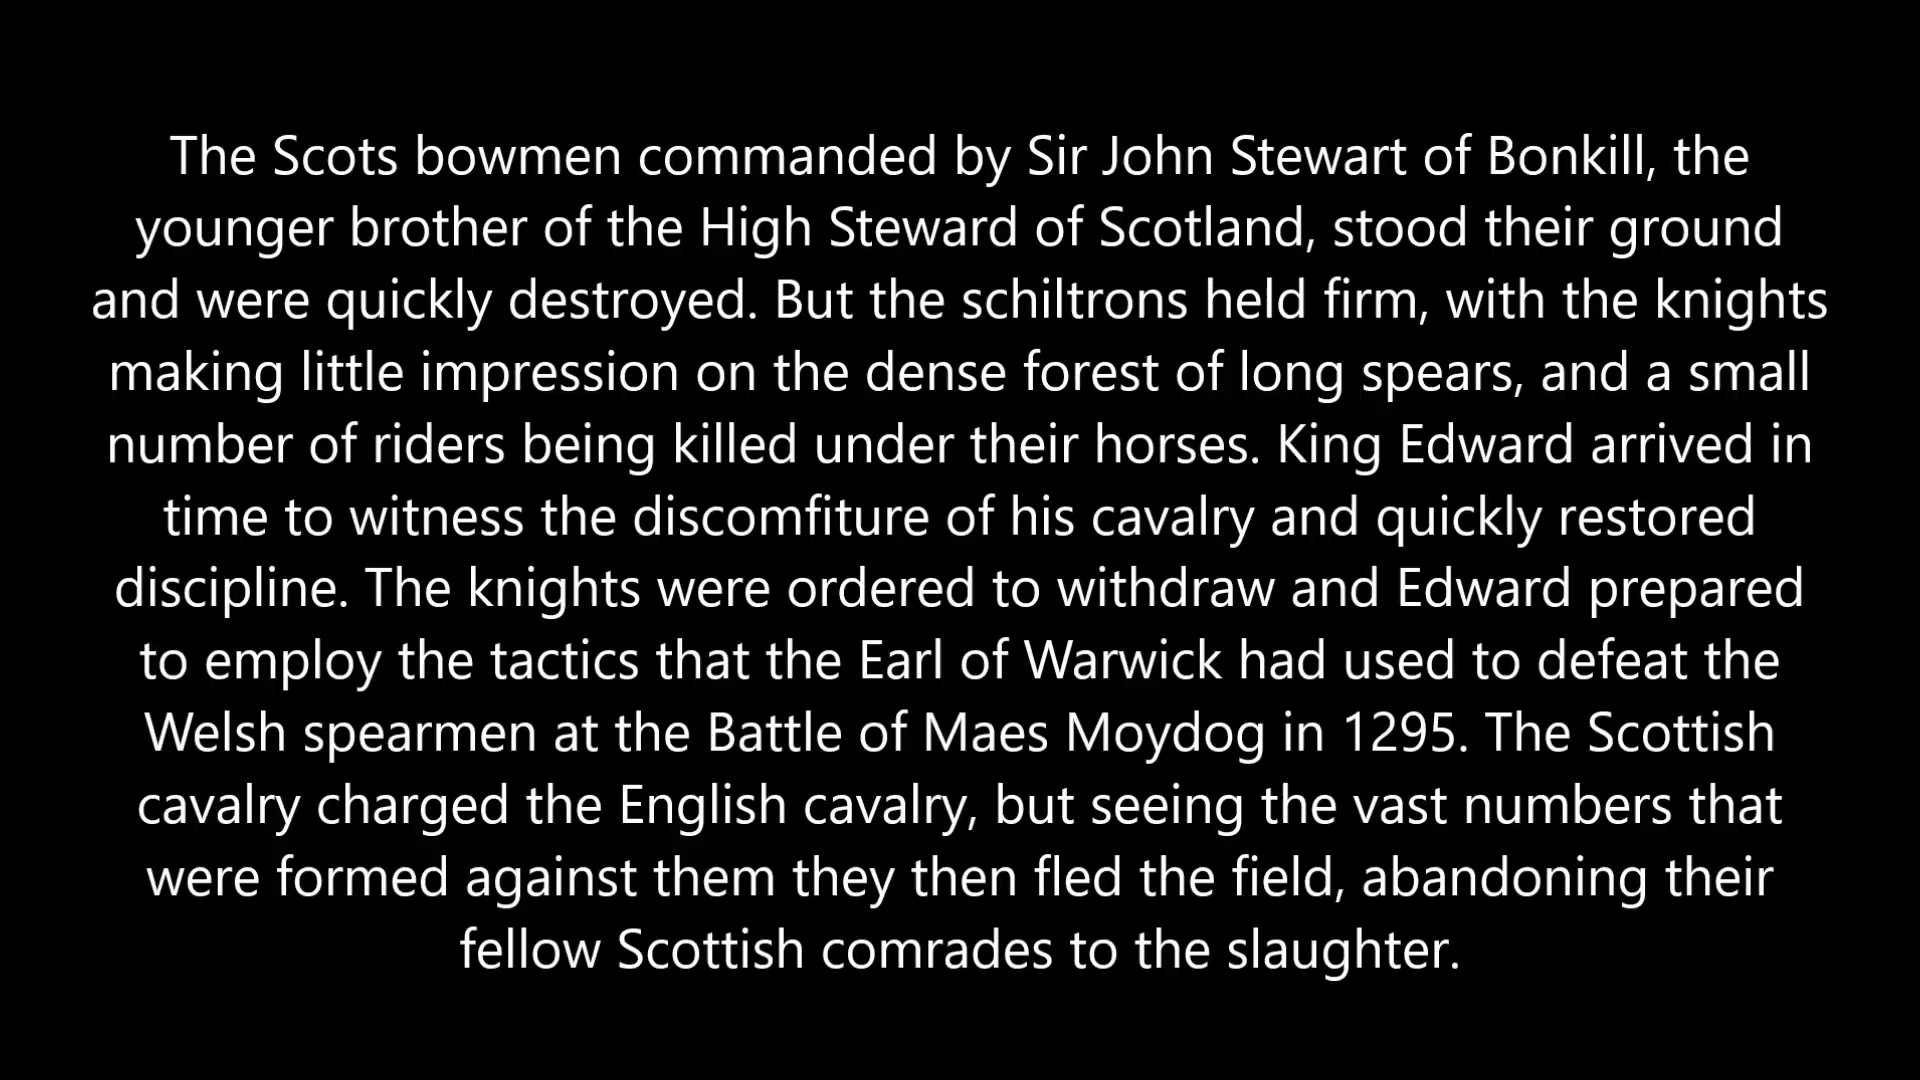 The Scots bowmen commanded by Sir John Stewart of Bonkill, the
younger brother of the High Steward of Scotland, stood their ground
and were quickly destroyed. But the schiltrons held firm, with the knights
making little impression on the dense forest of long spears, and a small
number of riders being killed under their horses. King Edward arrived in
time to witness the discomfiture of his cavalry and quickly restored
discipline. The knights were ordered to withdraw and Edward prepared
to employ the tactics that the Earl of Warwick had used to defeat the
Welsh spearmen at the Battle of Maes Moydog in 1295. The Scottish
cavalry charged the English cavalry, but seeing the vast numbers that
were formed against them they then fled the field, abandoning their
fellow Scottish comrades to the slaughter.